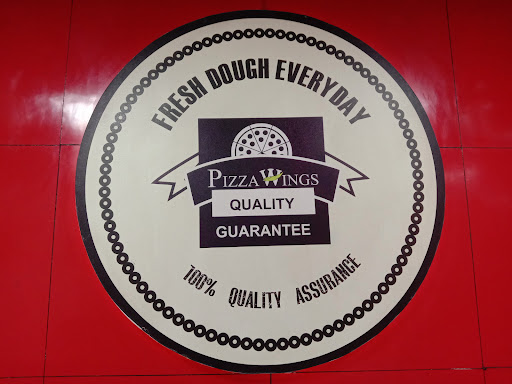 FRESH DOUGH EVERYDAY
PIZZA WINGS
QUALITY
GUARANTEE
100% QUALITY ASSURANCE